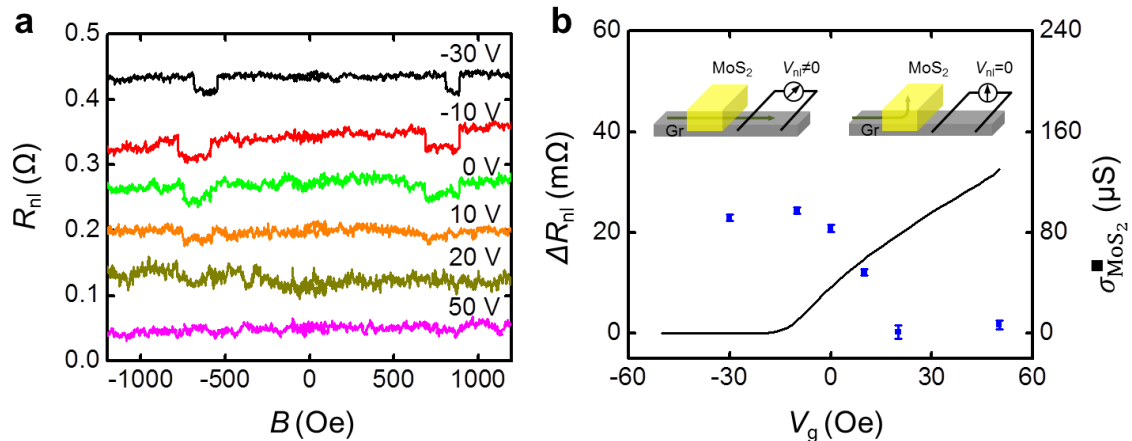 a
0.5
0.4
0.3
0.2
0.1
0.0
R_nl (Ω)
-30 V
-10 V
0 V
10 V
20 V
50 V
-1000 -500 0 500 1000
B (Oe)
b
60
40
20
0
ΔR_nl (mΩ)
MoS₂ V_nl≠0
Gr
MoS₂ V_nl=0
Gr
240
160
80
0
■ σ_MoS₂ (μS)
-60 -30 0 30 60
V_g (Oe)